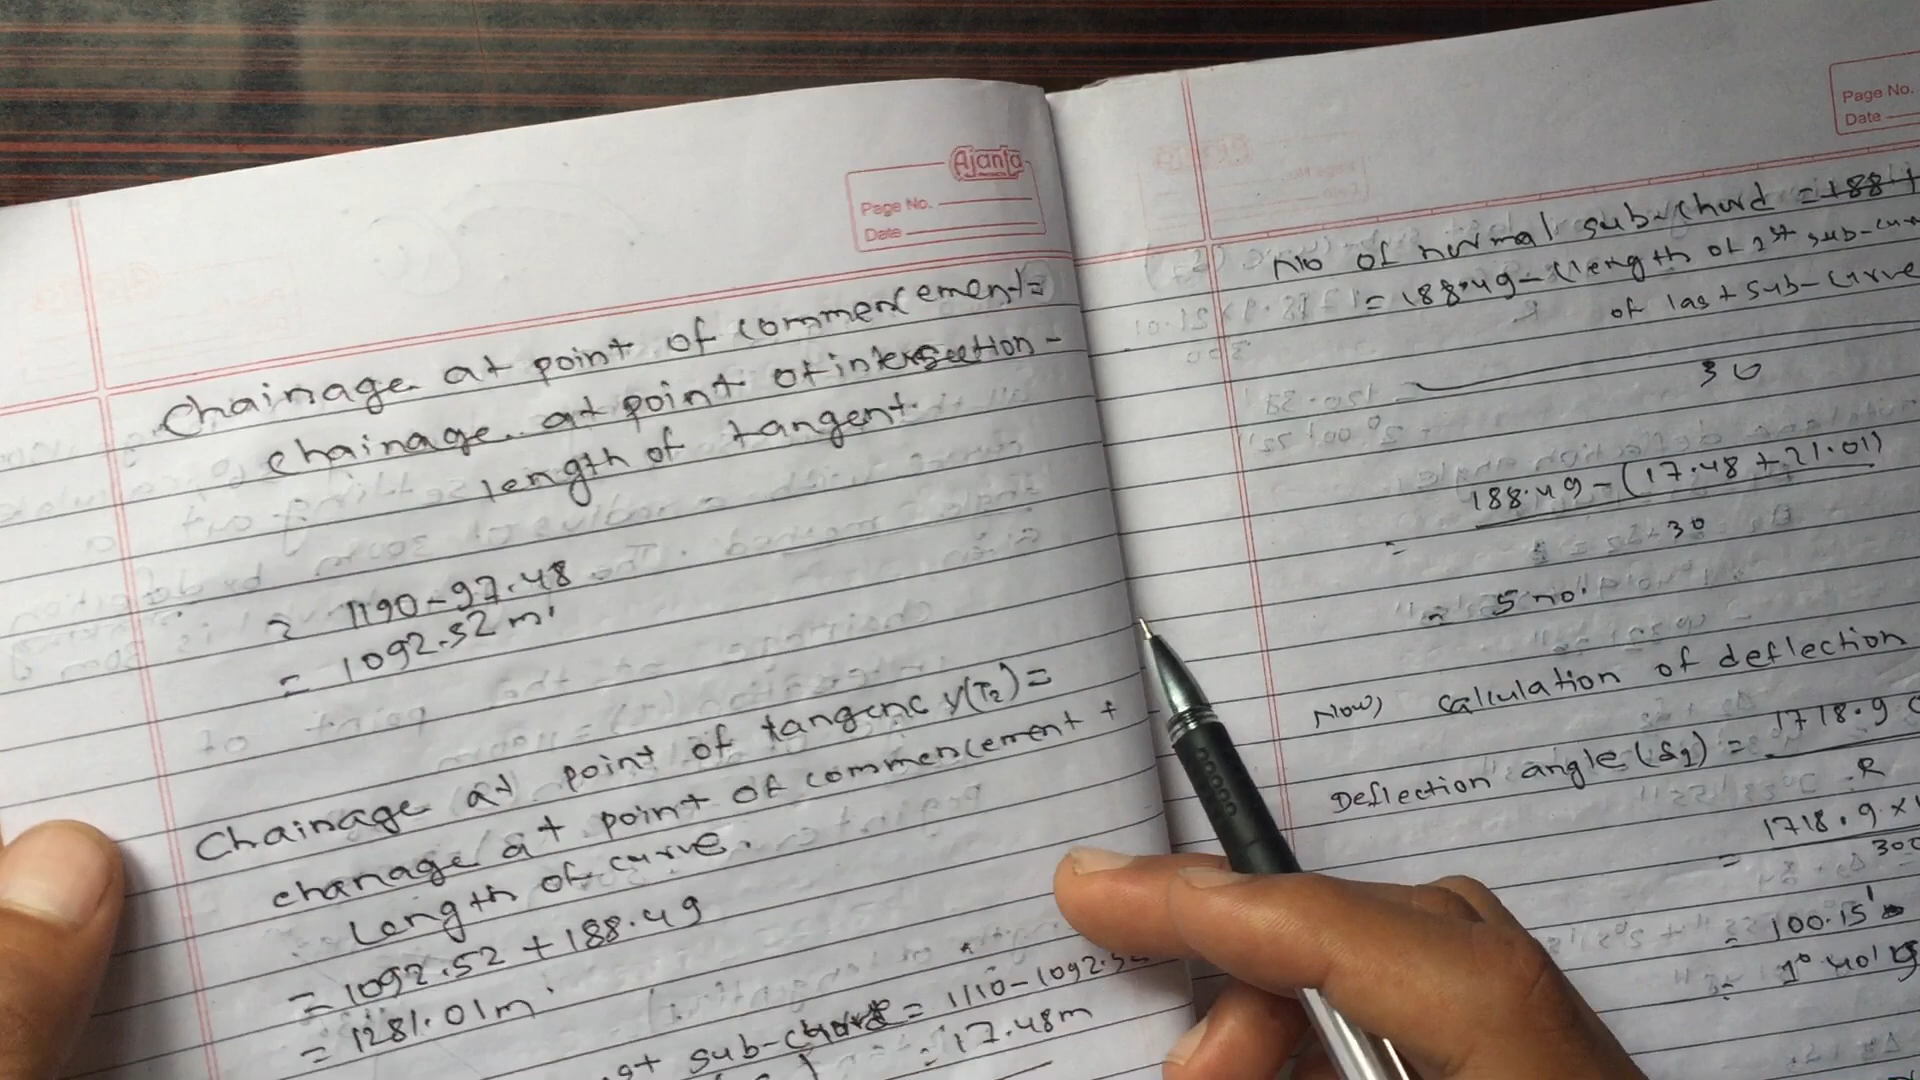 Ajanta
Page No.
Date
Chainage at point of commencement =
chainage at point of intersection -
length of tangent.
= 1190-97.48
= 1092.52 m.
Chainage at point of tangency (T2) =
chanage at point of commencement +
Length of curve.
= 1092.52 + 188.49
= 1281.01m.
sub-chord = 1110-1092.5
= 17.48m
Page No.
Date
No of normal sub-chord = 188
= 188.49 - (length of 1st sub-
of last sub-curve
30
188.49 - (17.48 + 21.01)
= 30
= 5 no.
Now, calculation of deflection
Deflection angle (δ1) = 1718.9
R
= 1718.9 ×
300
= 100.15'
= 1° 40'